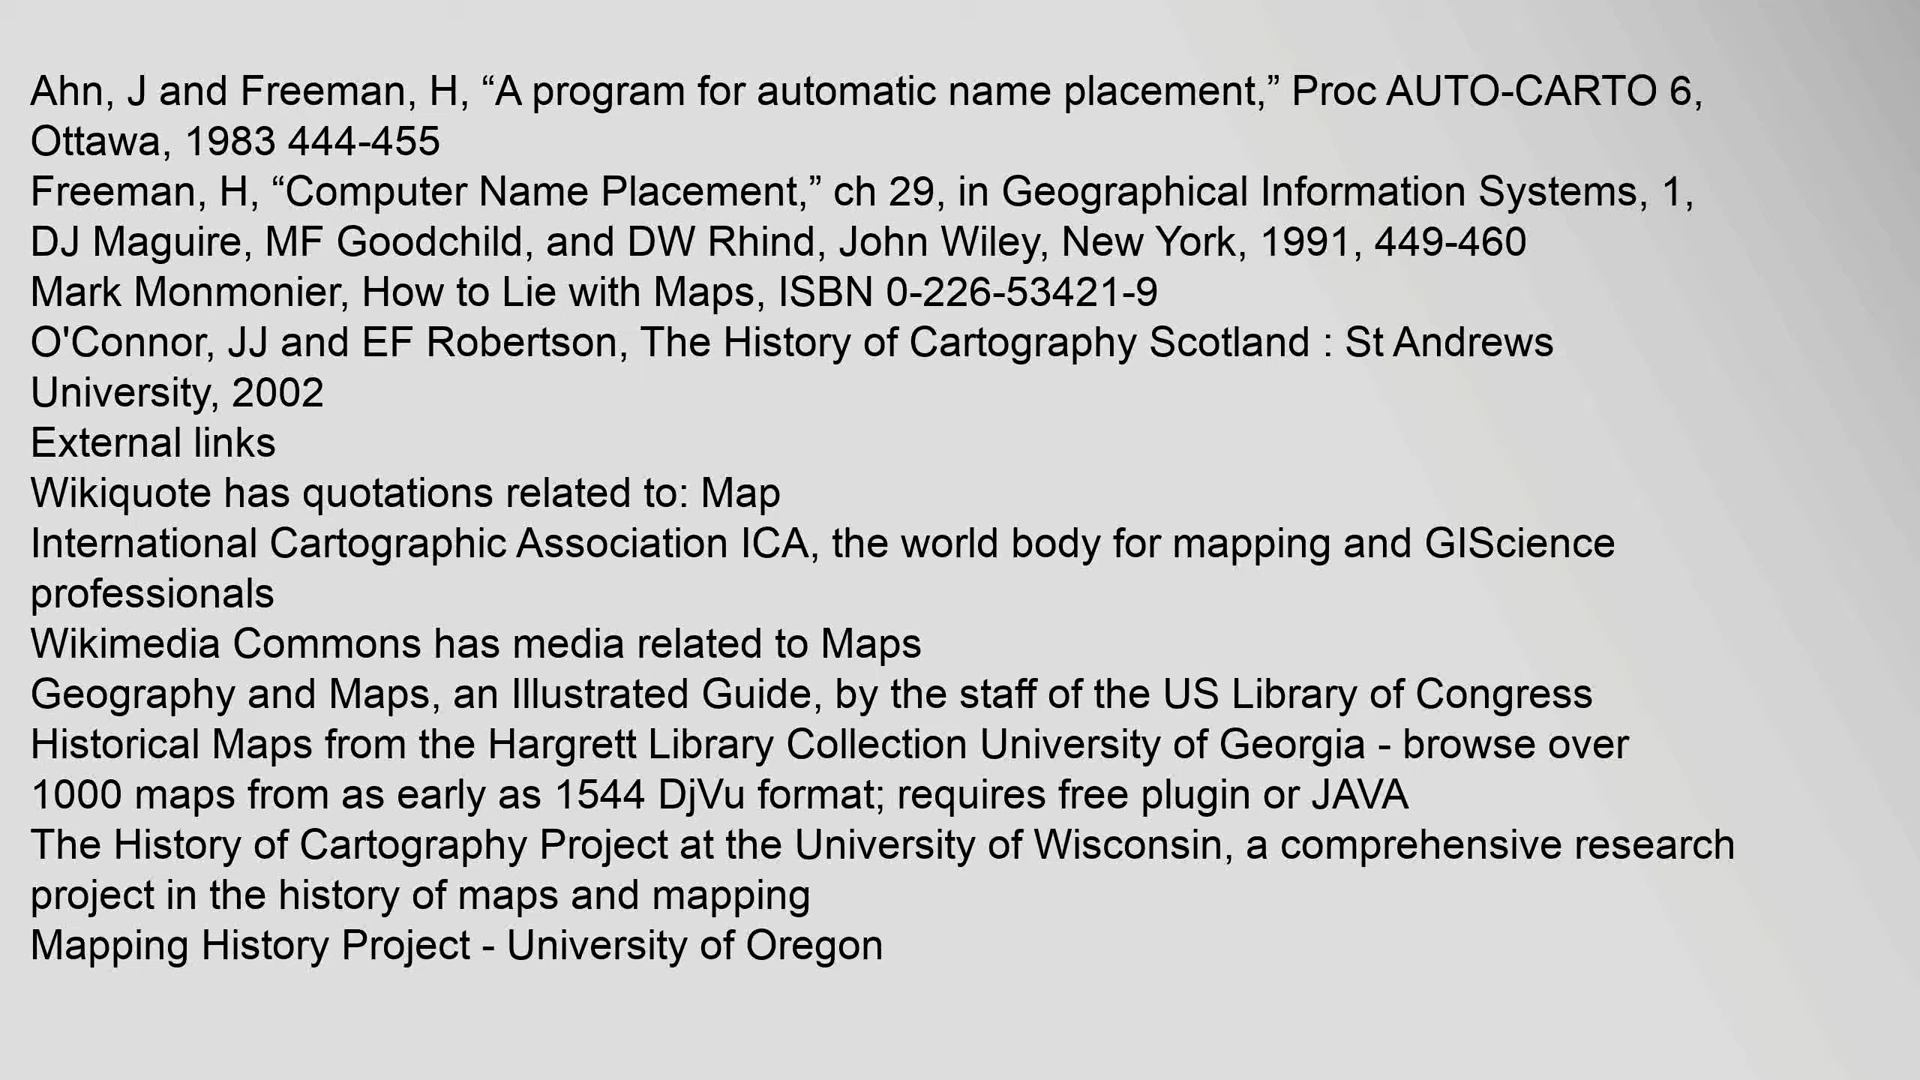 Ahn, J and Freeman, H, “A program for automatic name placement,” Proc AUTO-CARTO 6,
Ottawa, 1983 444-455
Freeman, H, “Computer Name Placement,” ch 29, in Geographical Information Systems, 1,
DJ Maguire, MF Goodchild, and DW Rhind, John Wiley, New York, 1991, 449-460
Mark Monmonier, How to Lie with Maps, ISBN 0-226-53421-9
O'Connor, JJ and EF Robertson, The History of Cartography Scotland : St Andrews
University, 2002
External links
Wikiquote has quotations related to: Map
International Cartographic Association ICA, the world body for mapping and GIScience
professionals
Wikimedia Commons has media related to Maps
Geography and Maps, an Illustrated Guide, by the staff of the US Library of Congress
Historical Maps from the Hargrett Library Collection University of Georgia - browse over
1000 maps from as early as 1544 DjVu format; requires free plugin or JAVA
The History of Cartography Project at the University of Wisconsin, a comprehensive research
project in the history of maps and mapping
Mapping History Project - University of Oregon